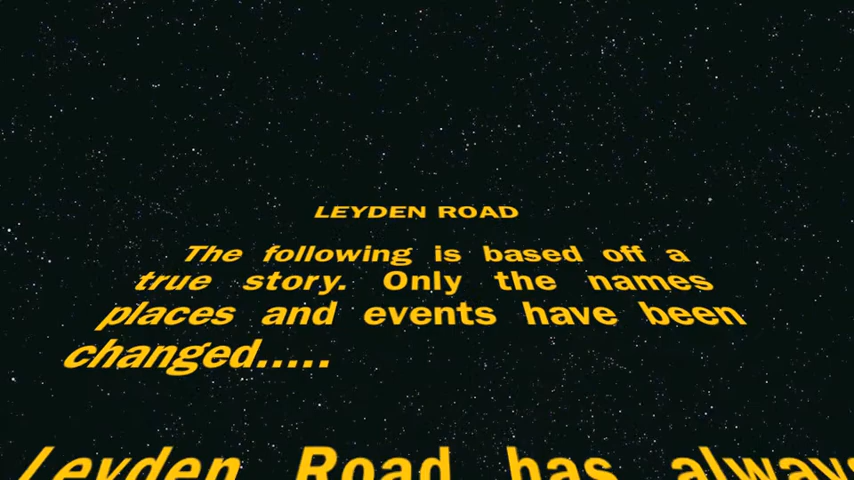 LEYDEN ROAD
The following is based off a
true story. Only the names
places and events have been
changed.....
Leyden Road has always